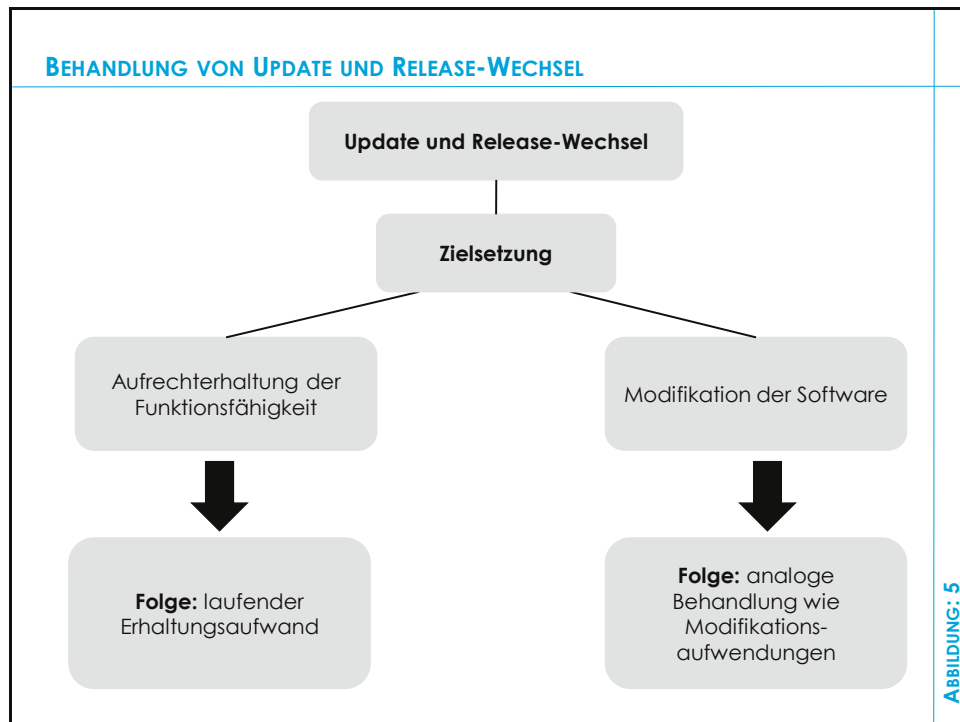 BEHANDLUNG VON UPDATE UND RELEASE-WECHSEL
Update und Release-Wechsel
Zielsetzung
Aufrechterhaltung der
Funktionsfähigkeit
Modifikation der Software
Folge: laufender
Erhaltungsaufwand
Folge: analoge
Behandlung wie
Modifikations-
aufwendungen
ABBILDUNG: 5